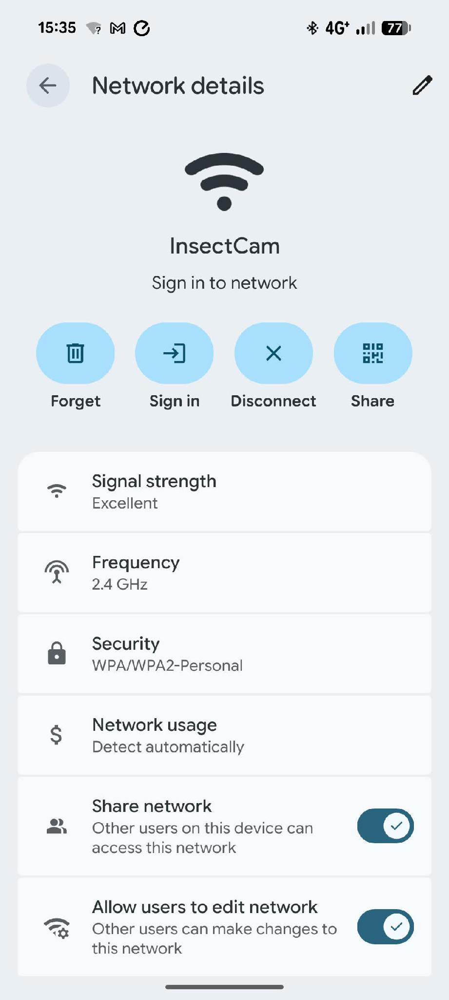 15:35 4G+ 77
Network details
InsectCam
Sign in to network
Forget Sign in Disconnect Share
Signal strength
Excellent
Frequency
2.4 GHz
Security
WPA/WPA2-Personal
$ Network usage
Detect automatically
Share network
Other users on this device can
access this network
Allow users to edit network
Other users can make changes to
this network